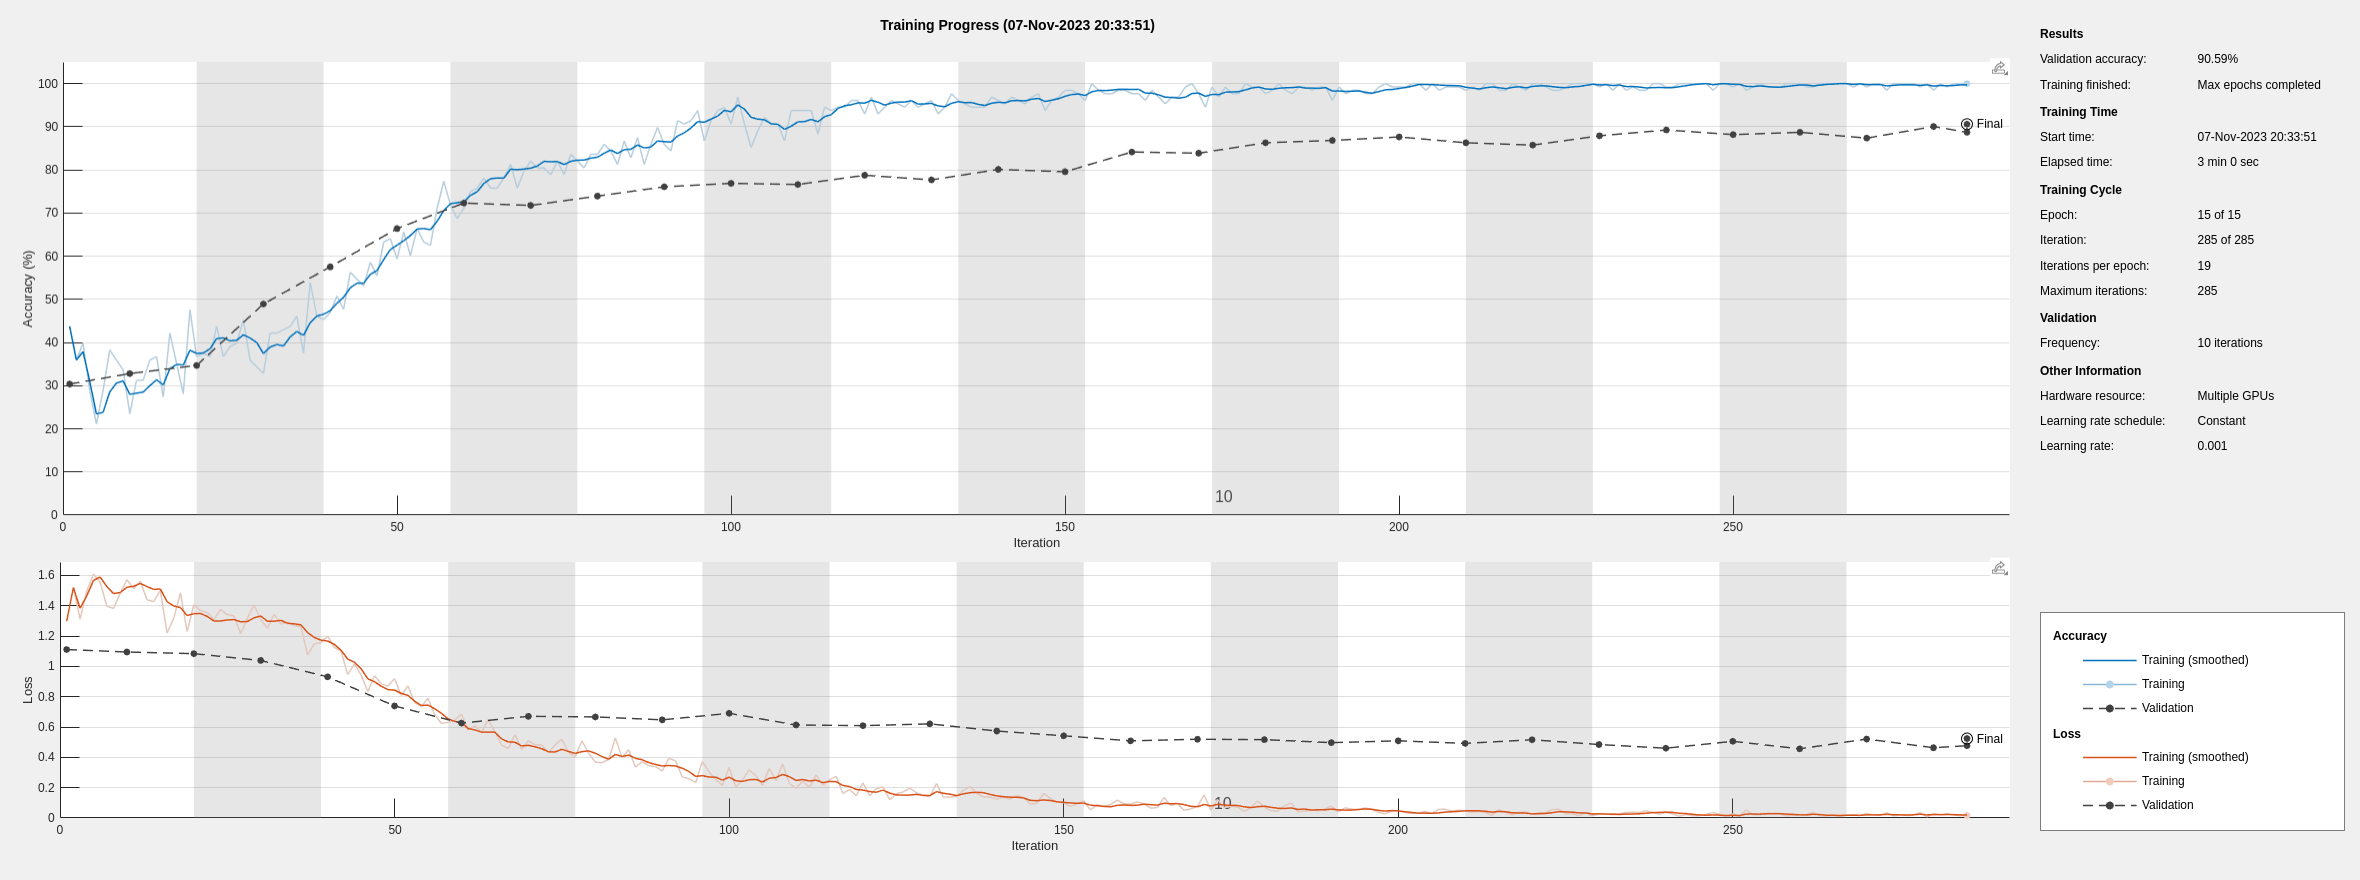 Training Progress (07-Nov-2023 20:33:51)
100
90
80
70
60
50
40
30
20
10
0
Accuracy (%)
Final
10
0
50
100
150
200
250
Iteration
1.6
1.4
1.2
1
0.8
0.6
0.4
0.2
0
Loss
Final
10
0
50
100
150
200
250
Iteration
Results
Validation accuracy: 90.59%
Training finished: Max epochs completed
Training Time
Start time: 07-Nov-2023 20:33:51
Elapsed time: 3 min 0 sec
Training Cycle
Epoch: 15 of 15
Iteration: 285 of 285
Iterations per epoch: 19
Maximum iterations: 285
Validation
Frequency: 10 iterations
Other Information
Hardware resource: Multiple GPUs
Learning rate schedule: Constant
Learning rate: 0.001
Accuracy
Training (smoothed)
Training
Validation
Loss
Training (smoothed)
Training
Validation